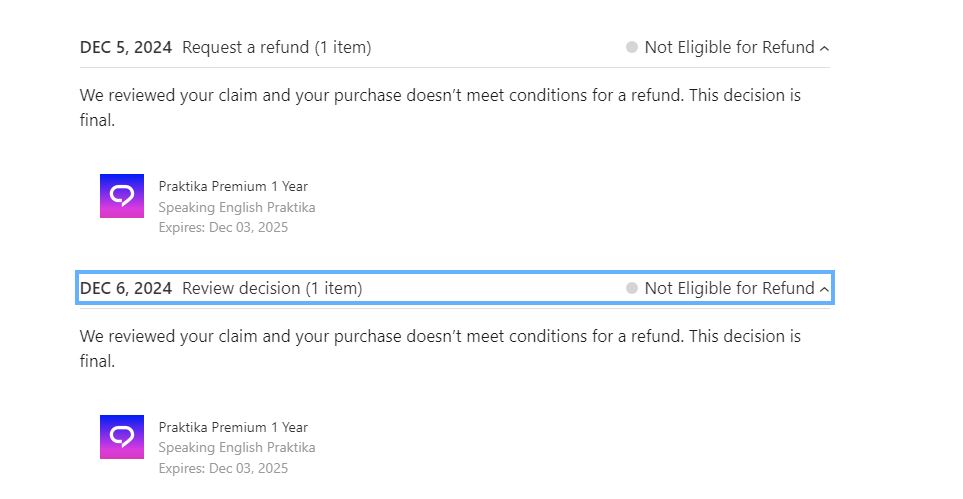 DEC 5, 2024 Request a refund (1 item) Not Eligible for Refund
We reviewed your claim and your purchase doesn’t meet conditions for a refund. This decision is
final.
Praktika Premium 1 Year
Speaking English Praktika
Expires: Dec 03, 2025
DEC 6, 2024 Review decision (1 item) Not Eligible for Refund
We reviewed your claim and your purchase doesn’t meet conditions for a refund. This decision is
final.
Praktika Premium 1 Year
Speaking English Praktika
Expires: Dec 03, 2025